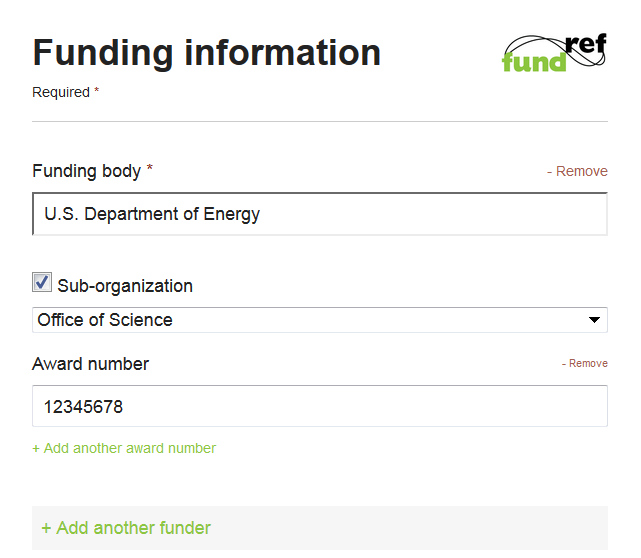 Funding information
fundref
Required *
Funding body *
- Remove
U.S. Department of Energy
Sub-organization
Office of Science
Award number
- Remove
12345678
+ Add another award number
+ Add another funder